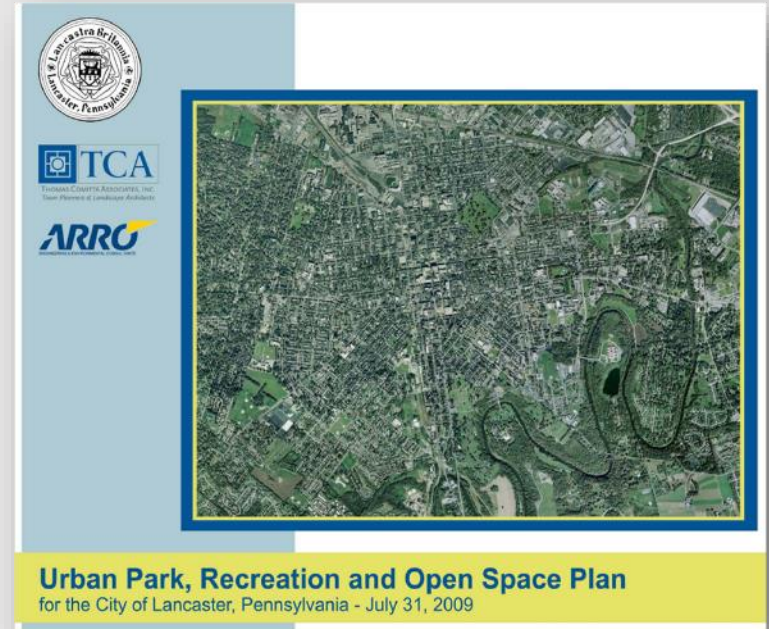 Lancastra Britannia
Lancaster, Pennsylvania
TCA
THOMAS COMITTA ASSOCIATES, INC.
Town Planners & Landscape Architects
ARRO
Urban Park, Recreation and Open Space Plan
for the City of Lancaster, Pennsylvania - July 31, 2009